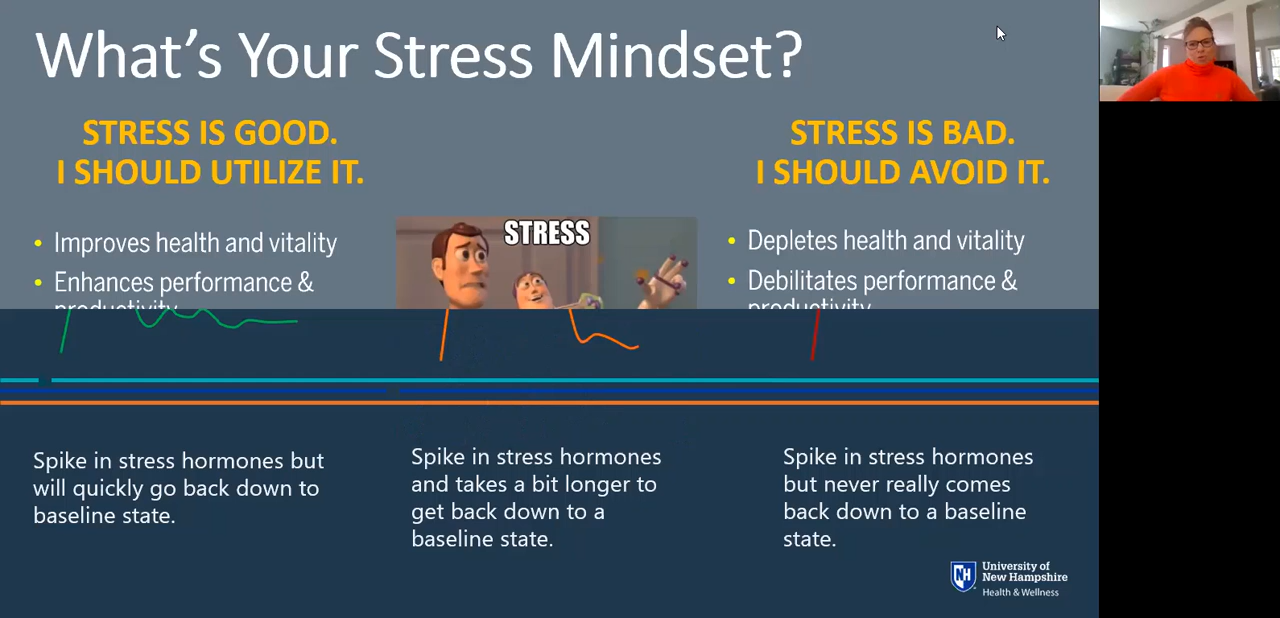 What's Your Stress Mindset?
STRESS IS GOOD.
I SHOULD UTILIZE IT.
• Improves health and vitality
• Enhances performance &
productivity
STRESS
STRESS IS BAD.
I SHOULD AVOID IT.
• Depletes health and vitality
• Debilitates performance &
productivity
Spike in stress hormones but
will quickly go back down to
baseline state.
Spike in stress hormones
and takes a bit longer to
get back down to a
baseline state.
Spike in stress hormones
but never really comes
back down to a baseline
state.
NH
University of
New Hampshire
Health & Wellness